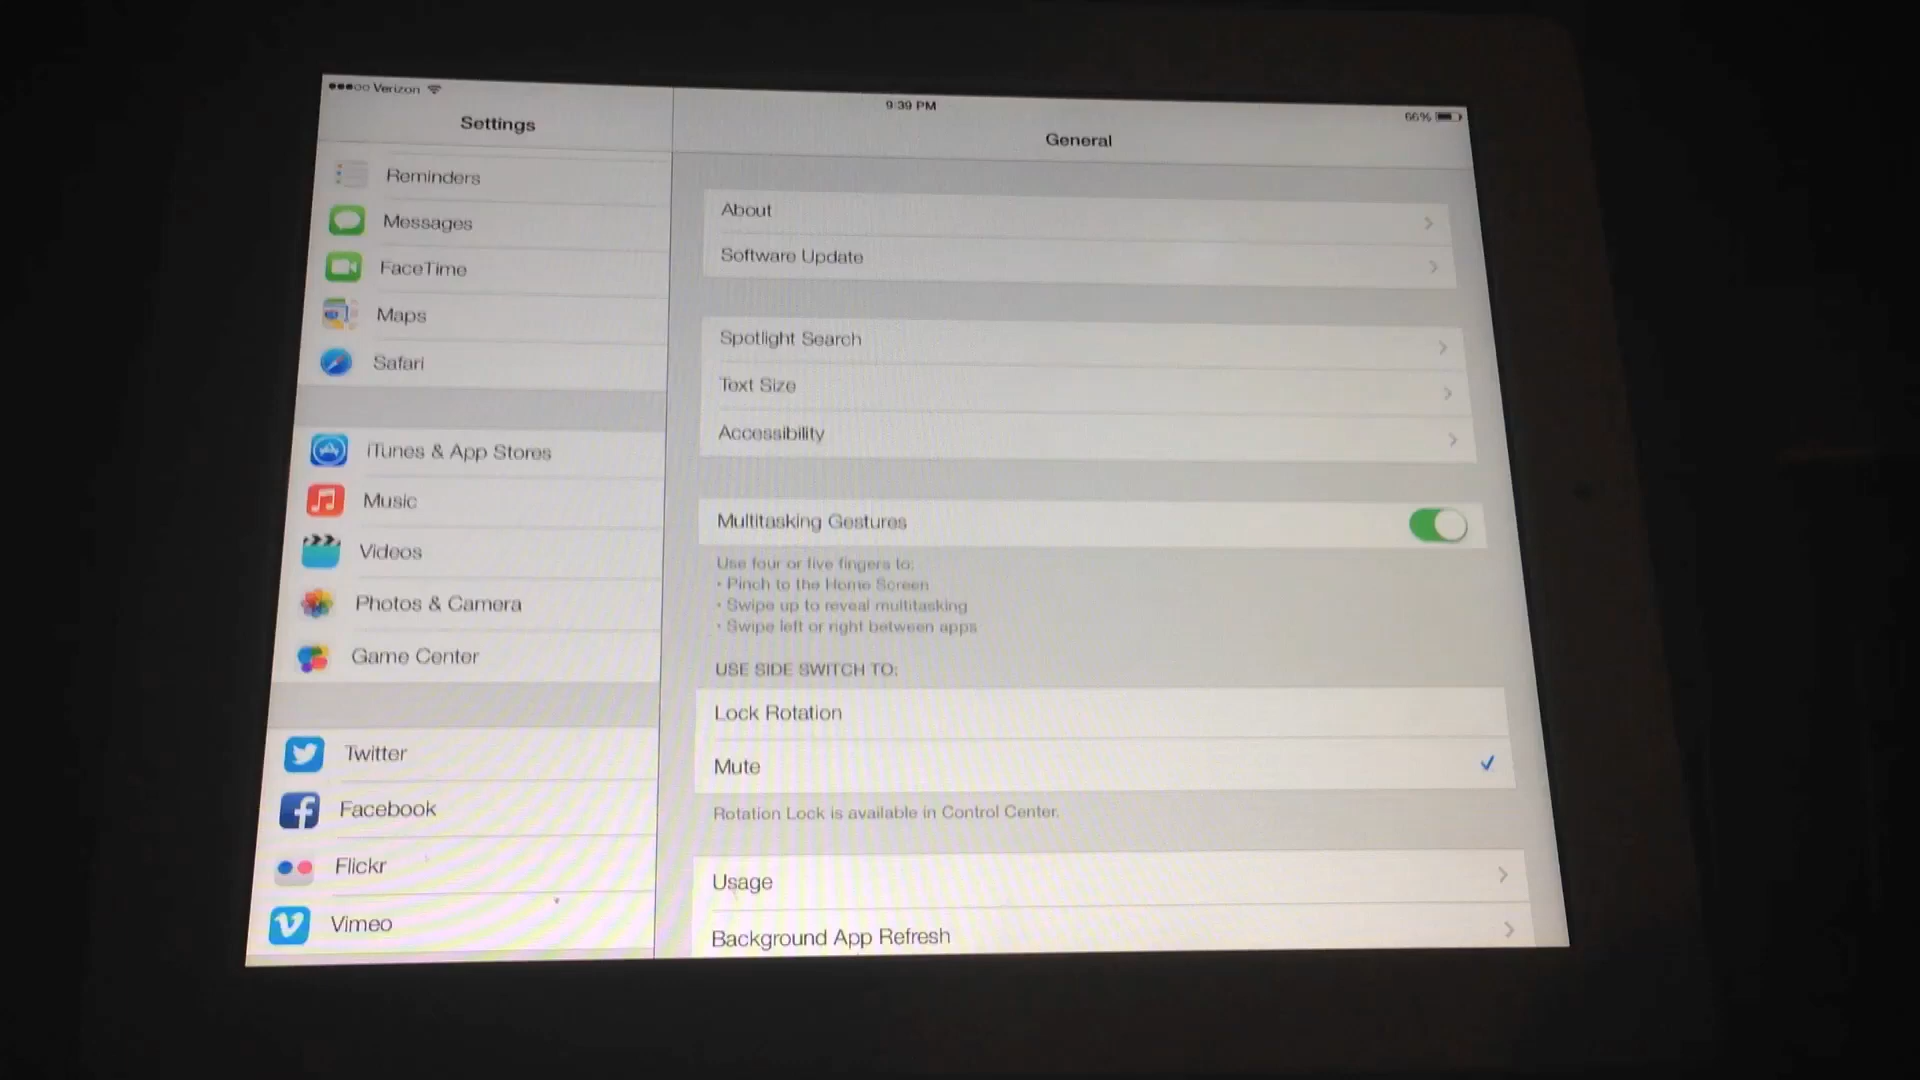 Verizon
9:39 PM
66%
Settings
General
Reminders
Messages
FaceTime
Maps
Safari
iTunes & App Stores
Music
Videos
Photos & Camera
Game Center
Twitter
Facebook
Flickr
Vimeo
About
Software Update
Spotlight Search
Text Size
Accessibility
Multitasking Gestures
Use four or five fingers to:
• Pinch to the Home Screen
• Swipe up to reveal multitasking
• Swipe left or right between apps
USE SIDE SWITCH TO:
Lock Rotation
Mute
Rotation Lock is available in Control Center.
Usage
Background App Refresh